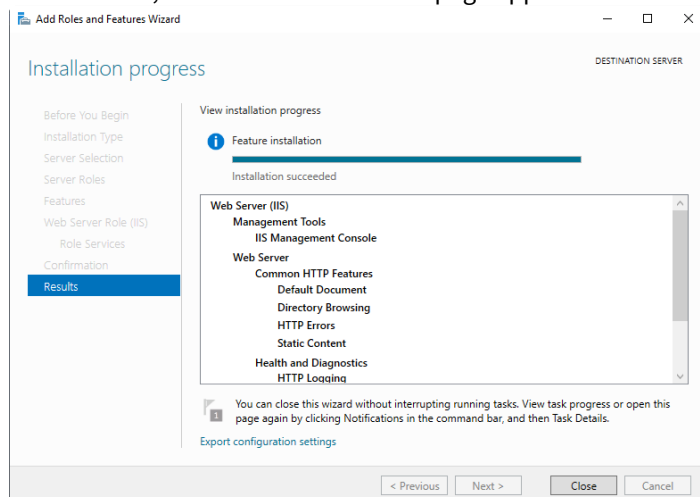 Add Roles and Features Wizard
Installation progress
DESTINATION SERVER
Before You Begin
Installation Type
Server Selection
Server Roles
Features
Web Server Role (IIS)
Role Services
Confirmation
Results
View installation progress
Feature installation
Installation succeeded
Web Server (IIS)
Management Tools
IIS Management Console
Web Server
Common HTTP Features
Default Document
Directory Browsing
HTTP Errors
Static Content
Health and Diagnostics
HTTP Logging
1
You can close this wizard without interrupting running tasks. View task progress or open this
page again by clicking Notifications in the command bar, and then Task Details.
Export configuration settings
< Previous
Next >
Close
Cancel